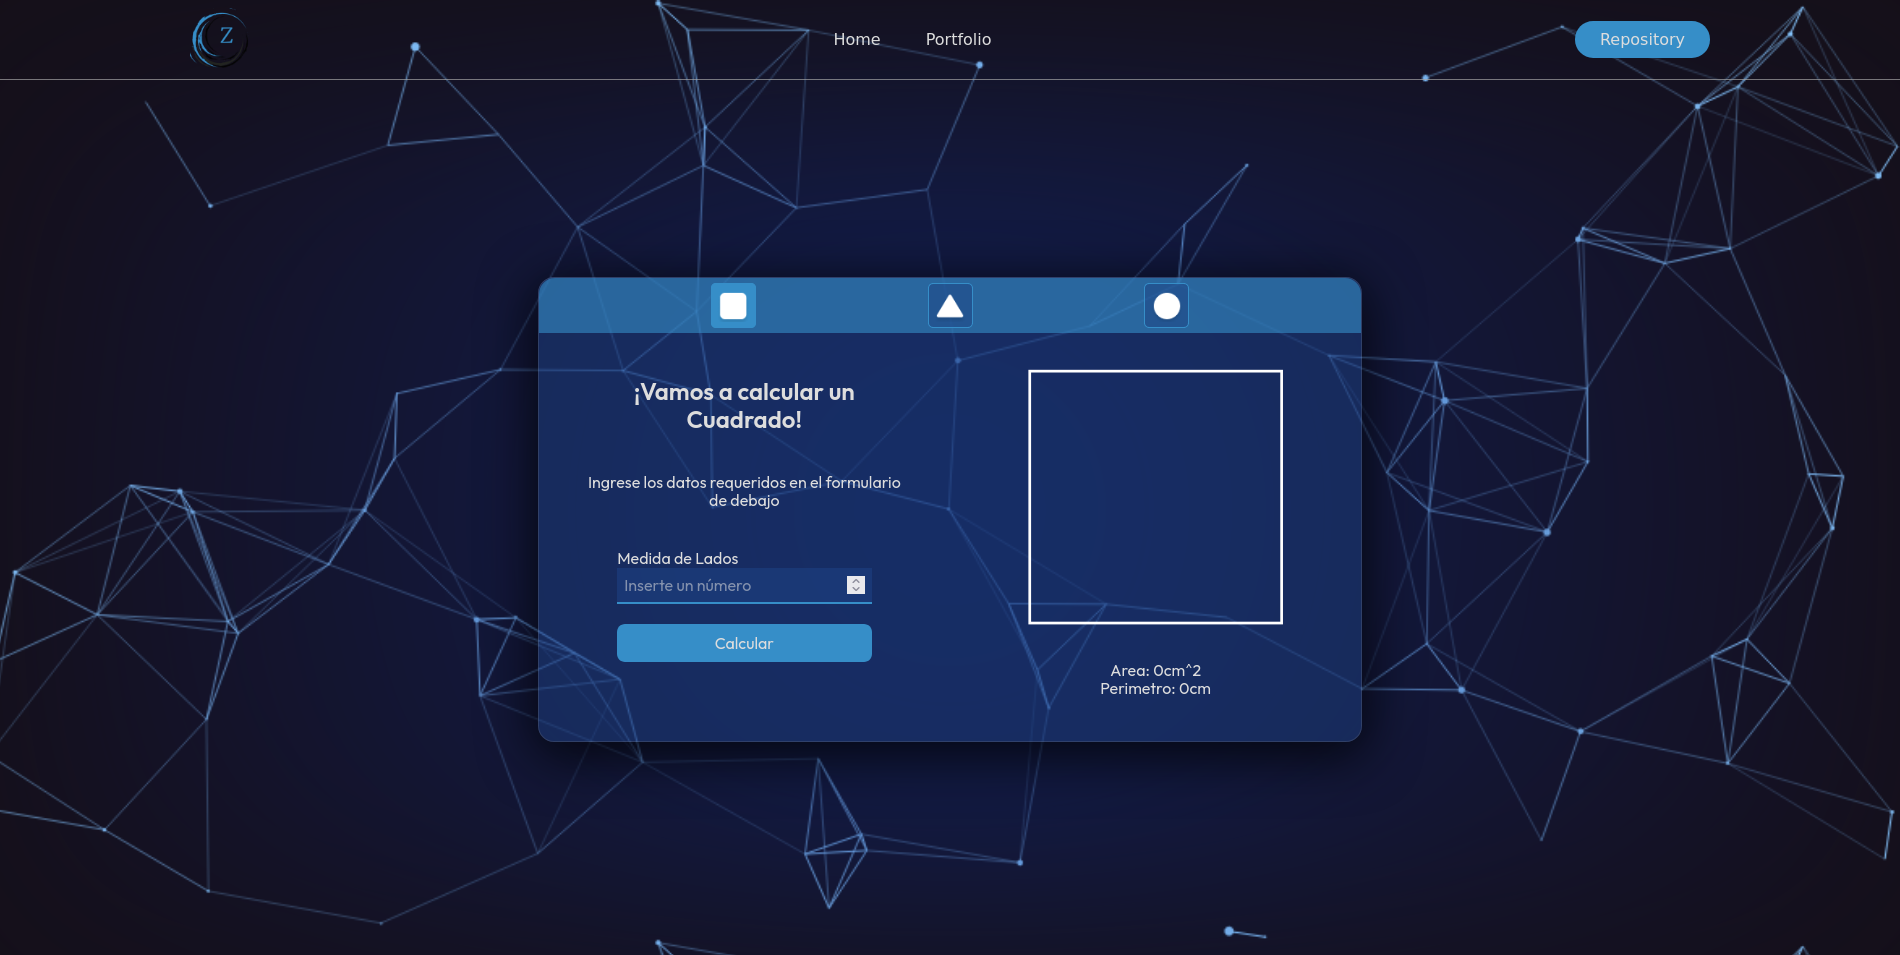 Z
Home
Portfolio
Repository
¡Vamos a calcular un
Cuadrado!
Ingrese los datos requeridos en el formulario
de debajo
Medida de Lados
Inserte un número
Calcular
Area: 0cm^2
Perimetro: 0cm